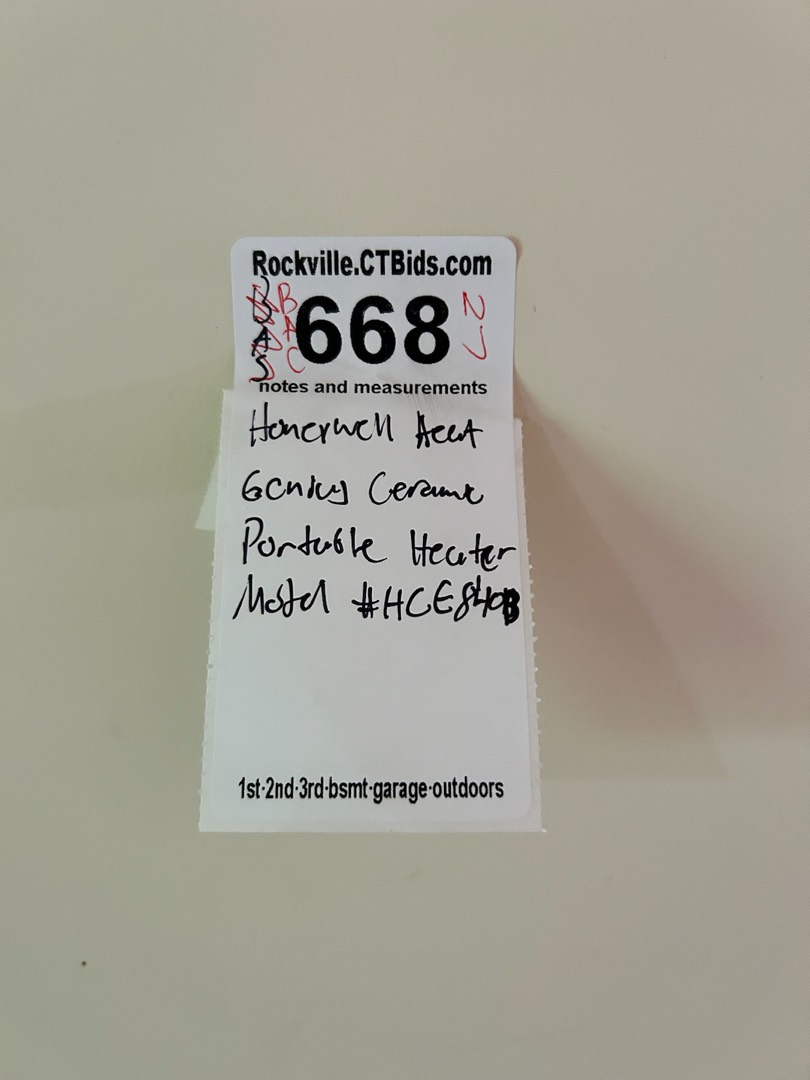 Rockville.CTBids.com
B
A
C
668
N
J
notes and measurements
Honerwell Heat
Genius Ceramic
Portable Heater
Model #HCE840B
1st·2nd·3rd·bsmt·garage·outdoors